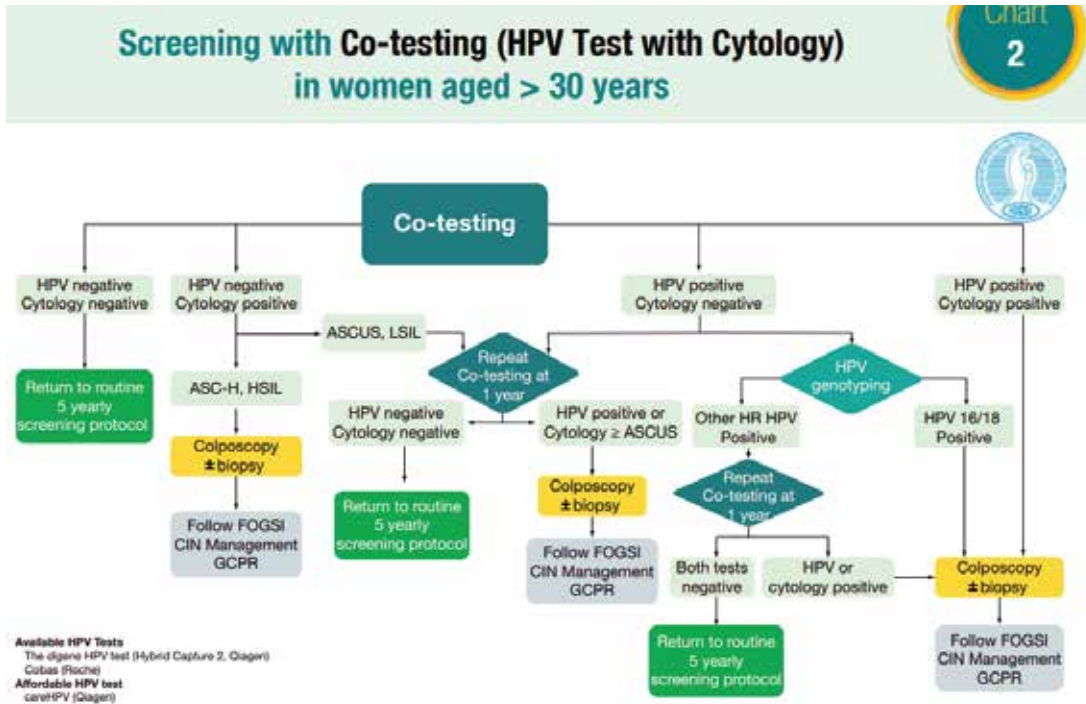 Chart
2
Screening with Co-testing (HPV Test with Cytology)
in women aged > 30 years
Co-testing
HPV negative
Cytology negative
HPV negative
Cytology positive
HPV positive
Cytology negative
HPV positive
Cytology positive
ASCUS, LSIL
Repeat
Co-testing at
1 year
HPV
genotyping
Return to routine
5 yearly
screening protocol
ASC-H, HSIL
HPV negative
Cytology negative
HPV positive or
Cytology ≥ ASCUS
Other HR HPV
Positive
HPV 16/18
Positive
Colposcopy
±biopsy
Return to routine
5 yearly
screening protocol
Colposcopy
±biopsy
Repeat
Co-testing at
1 year
Follow FOGSI
CIN Management
GCPR
Follow FOGSI
CIN Management
GCPR
Both tests
negative
HPV or
cytology positive
Colposcopy
±biopsy
Return to routine
5 yearly
screening protocol
Follow FOGSI
CIN Management
GCPR
Available HPV Tests
The digene HPV test (Hybrid Capture 2, Qiagen)
Cobas (Roche)
Affordable HPV test
careHPV (Qiagen)